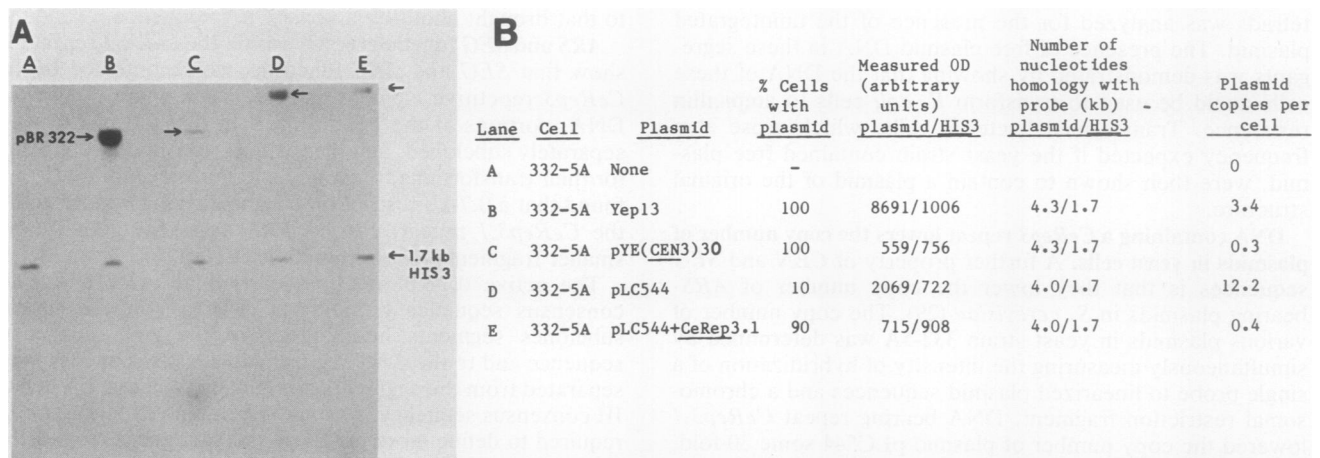 A
A B C D E
pBR 322→
←1.7kb
HIS 3
B
Lane Cell Plasmid % Cells with plasmid Measured OD (arbitrary units) plasmid/HIS3 Number of nucleotides homology with probe (kb) plasmid/HIS3 Plasmid copies per cell
A 332-5A None - - - 0
B 332-5A Yep13 100 8691/1006 4.3/1.7 3.4
C 332-5A pYE(CEN3)30 100 559/756 4.3/1.7 0.3
D 332-5A pLC544 10 2069/722 4.0/1.7 12.2
E 332-5A pLC544+CeRep3.1 90 715/908 4.0/1.7 0.4